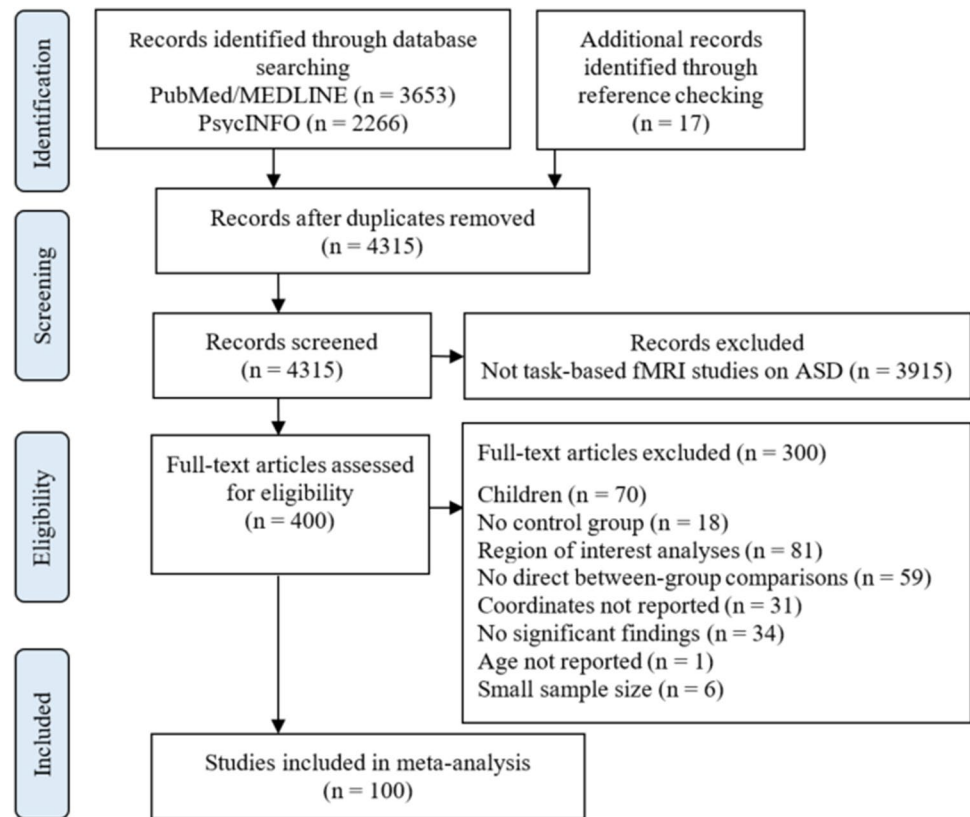 Identification
Records identified through database
searching
PubMed/MEDLINE (n = 3653)
PsycINFO (n = 2266)
Additional records
identified through
reference checking
(n = 17)
Screening
Records after duplicates removed
(n = 4315)
Records screened
(n = 4315)
Records excluded
Not task-based fMRI studies on ASD (n = 3915)
Eligibility
Full-text articles assessed
for eligibility
(n = 400)
Full-text articles excluded (n = 300)
Children (n = 70)
No control group (n = 18)
Region of interest analyses (n = 81)
No direct between-group comparisons (n = 59)
Coordinates not reported (n = 31)
No significant findings (n = 34)
Age not reported (n = 1)
Small sample size (n = 6)
Included
Studies included in meta-analysis
(n = 100)